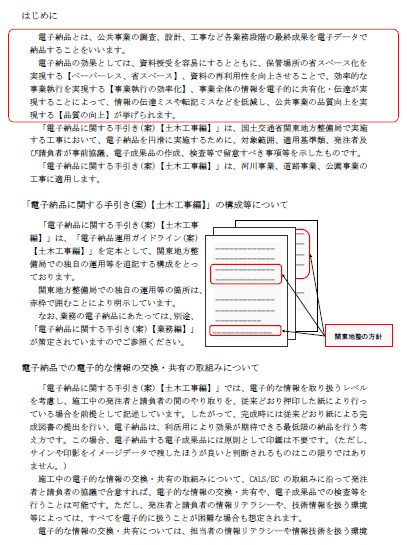 はじめに
電子納品とは、公共事業の調査、設計、工事など各業務段階の最終成果を電子データで
納品することをいいます。
電子納品の効果としては、資料授受を容易にするとともに、保管場所の省スペース化を
実現する【ペーパーレス、省スペース】、資料の再利用性を向上させることで、効率的な
事業執行を実現する【事業執行の効率化】、事業全体の情報を電子的に共有化・伝達が実
現することによって、情報の伝達ミスや転記ミスなどを低減し、公共事業の品質向上を実
現する【品質の向上】が挙げられます。
「電子納品に関する手引き(案)【土木工事編】」は、国土交通省関東地方整備局で実施
する工事において、電子納品を円滑に実施するために、対象範囲、適用基準類、発注者及
び請負者が事前協議、電子成果品の作成、検査等で留意すべき事項等を示したものです。
「電子納品に関する手引き(案)【土木工事編】」は、河川事業、道路事業、公園事業の
工事に適用します。
「電子納品に関する手引き(案)【土木工事編】」の構成等について
「電子納品に関する手引き(案)【土木工事
編】」は、「電子納品運用ガイドライン(案)
【土木工事編】」を定本として、関東地方整
備局での独自の運用等を追記する構成をとっ
ております。
関東地方整備局での独自の運用等の箇所は、
赤枠で囲むことにより明示しています。
なお、業務の電子納品にあたっては、別途、
「電子納品に関する手引き(案)【業務編】」
が策定されていますのでご参照ください。
関東地整の方針
電子納品での電子的な情報の交換・共有の取組みについて
「電子納品に関する手引き(案)【土木工事編】」では、電子的な情報を取り扱うレベル
を考慮し、施工中の発注者と請負者の間のやり取りを、従来どおり押印した紙により行っ
ている場合を前提として記述しています。したがって、完成時には従来どおり紙による完
成図書の提出を行い、電子納品は、利活用により効果が期待できる最低限の納品を行う考
え方です。この場合、電子納品する電子成果品には原則として印鑑は不要です。(ただし、
サインや印影をイメージデータで残したほうが良いと判断されるものはこの限りではあり
ません。)
施工中の電子的な情報の交換・共有の取組みについて、CALS/EC の取組みに沿って発注
者と請負者の協議で合意すれば、電子的な情報の交換・共有や、電子成果品での検査等を
行うことは可能です。ただし、発注者と請負者の情報リテラシーや、技術情報を扱う環境
等によっては、すべてを電子的に扱うことが困難な場合も想定されます。
電子的な情報の交換・共有については、担当者の情報リテラシーや情報技術を扱う環境